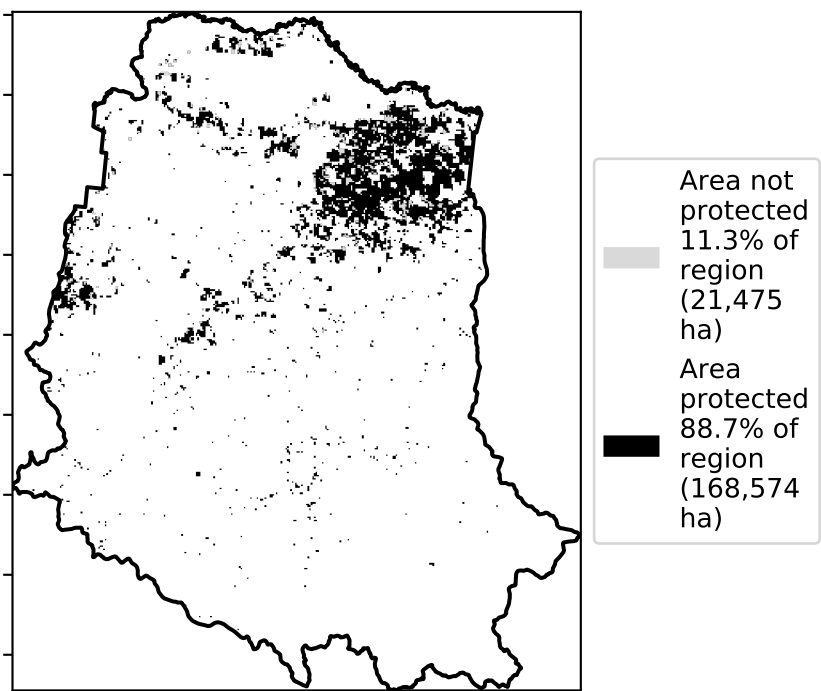 Area not
protected
11.3% of
region
(21,475
ha)
Area
protected
88.7% of
region
(168,574
ha)